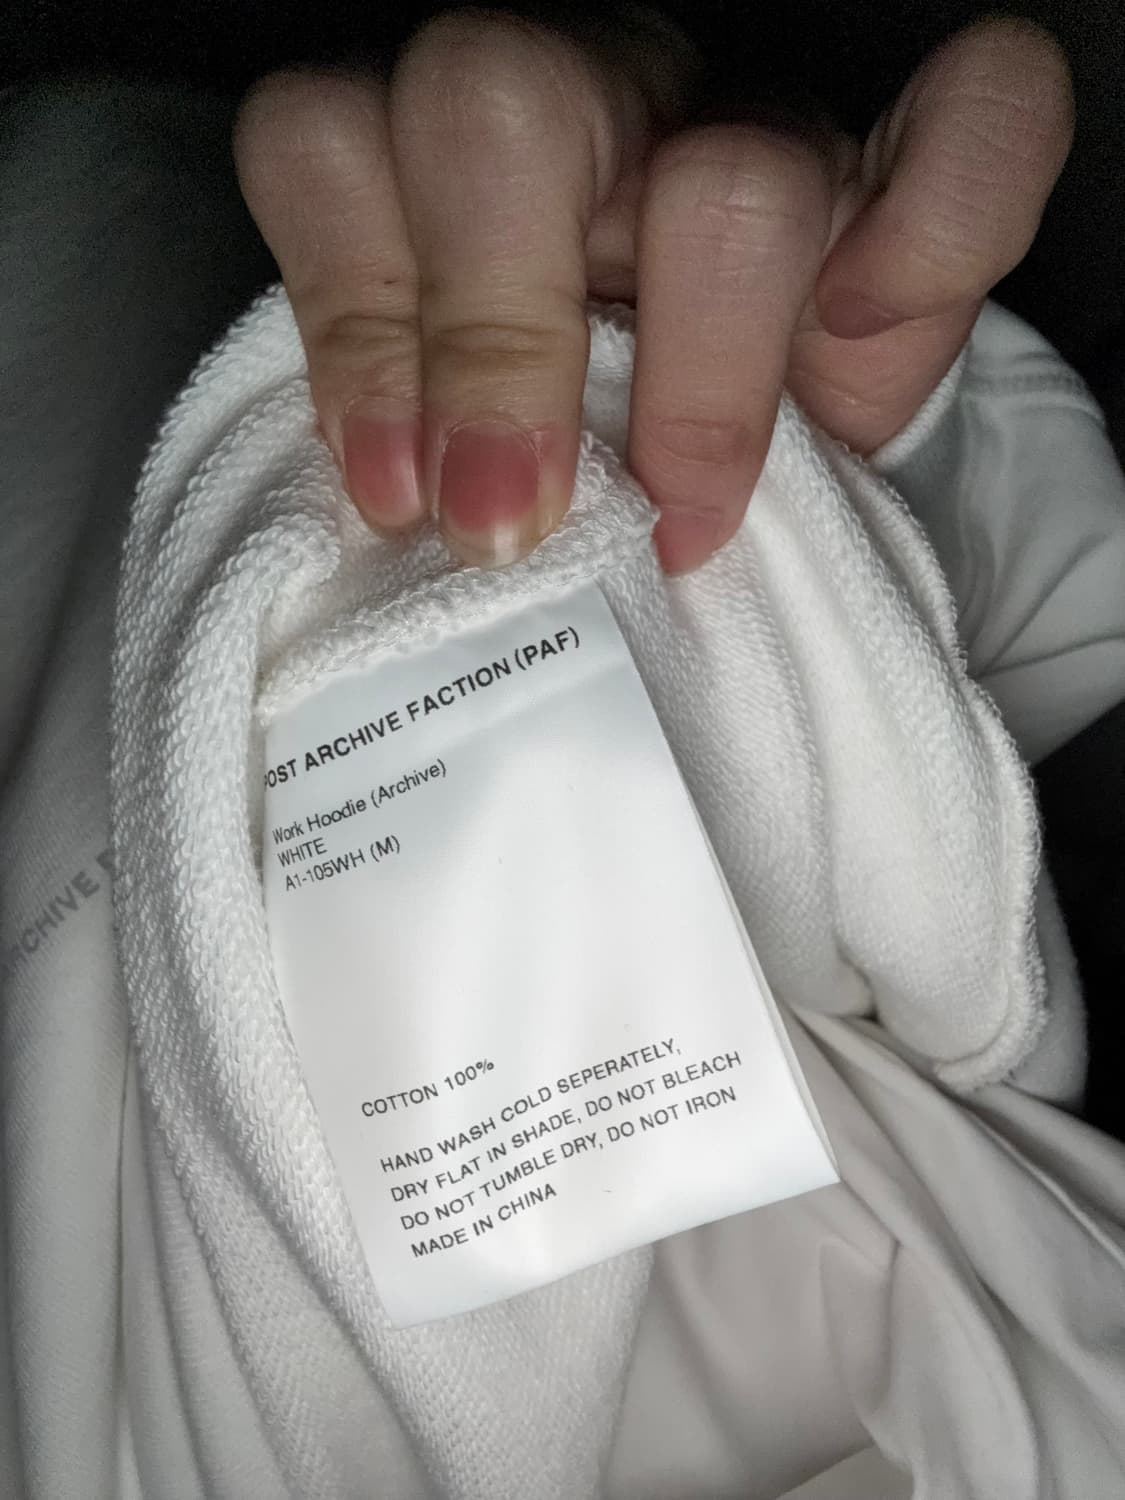 POST ARCHIVE FACTION (PAF)
Work Hoodie (Archive)
WHITE
A1-105WH (M)
COTTON 100%
HAND WASH COLD SEPERATELY,
DRY FLAT IN SHADE, DO NOT BLEACH
DO NOT TUMBLE DRY, DO NOT IRON
MADE IN CHINA